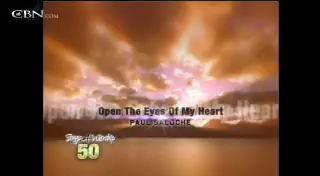 CBN.COM
Open The Eyes Of My Heart
PAUL BALOCHE
Songs 4 Worship
50